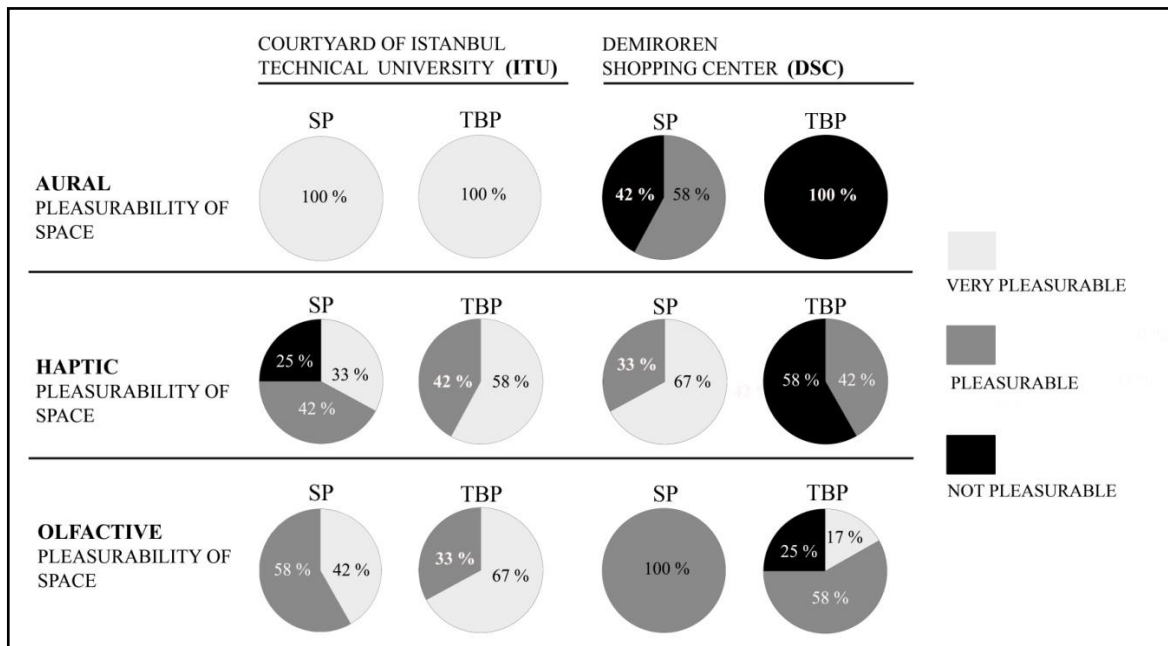 COURTYARD OF ISTANBUL
TECHNICAL UNIVERSITY (ITU)
DEMIROREN
SHOPPING CENTER (DSC)
SP
TBP
SP
TBP
AURAL
PLEASURABILITY OF
SPACE
100 %
100 %
42 %
58 %
100 %
VERY PLEASURABLE
PLEASURABLE
NOT PLEASURABLE
SP
TBP
SP
TBP
HAPTIC
PLEASURABILITY OF
SPACE
25 %
33 %
42 %
42 %
58 %
33 %
67 %
58 %
42 %
SP
TBP
SP
TBP
OLFACTIVE
PLEASURABILITY OF
SPACE
58 %
42 %
33 %
67 %
100 %
25 %
17 %
58 %